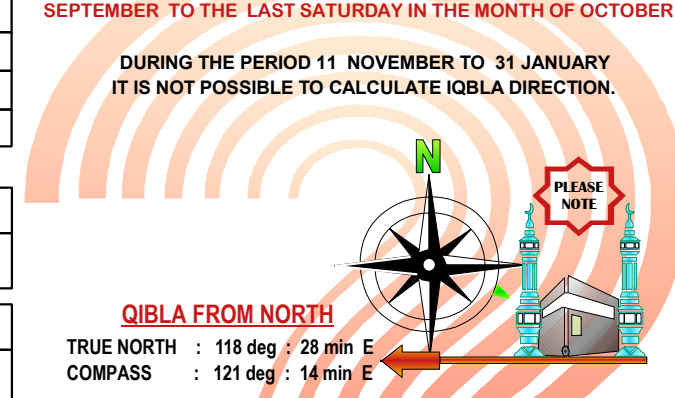 SEPTEMBER TO THE LAST SATURDAY IN THE MONTH OF OCTOBER
DURING THE PERIOD 11 NOVEMBER TO 31 JANUARY
IT IS NOT POSSIBLE TO CALCULATE IQBLA DIRECTION.
N
PLEASE
NOTE
QIBLA FROM NORTH
TRUE NORTH : 118 deg : 28 min E
COMPASS : 121 deg : 14 min E